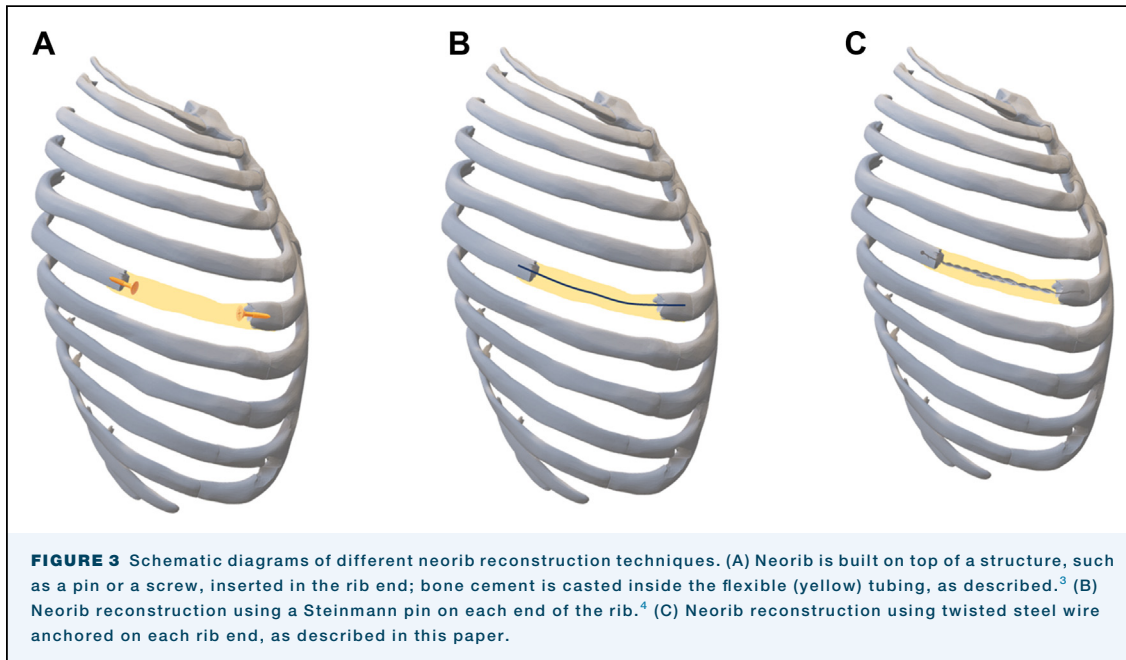 A
B
C
FIGURE 3 Schematic diagrams of different neorib reconstruction techniques. (A) Neorib is built on top of a structure, such
as a pin or a screw, inserted in the rib end; bone cement is casted inside the flexible (yellow) tubing, as described.3 (B)
Neorib reconstruction using a Steinmann pin on each end of the rib.4 (C) Neorib reconstruction using twisted steel wire
anchored on each rib end, as described in this paper.